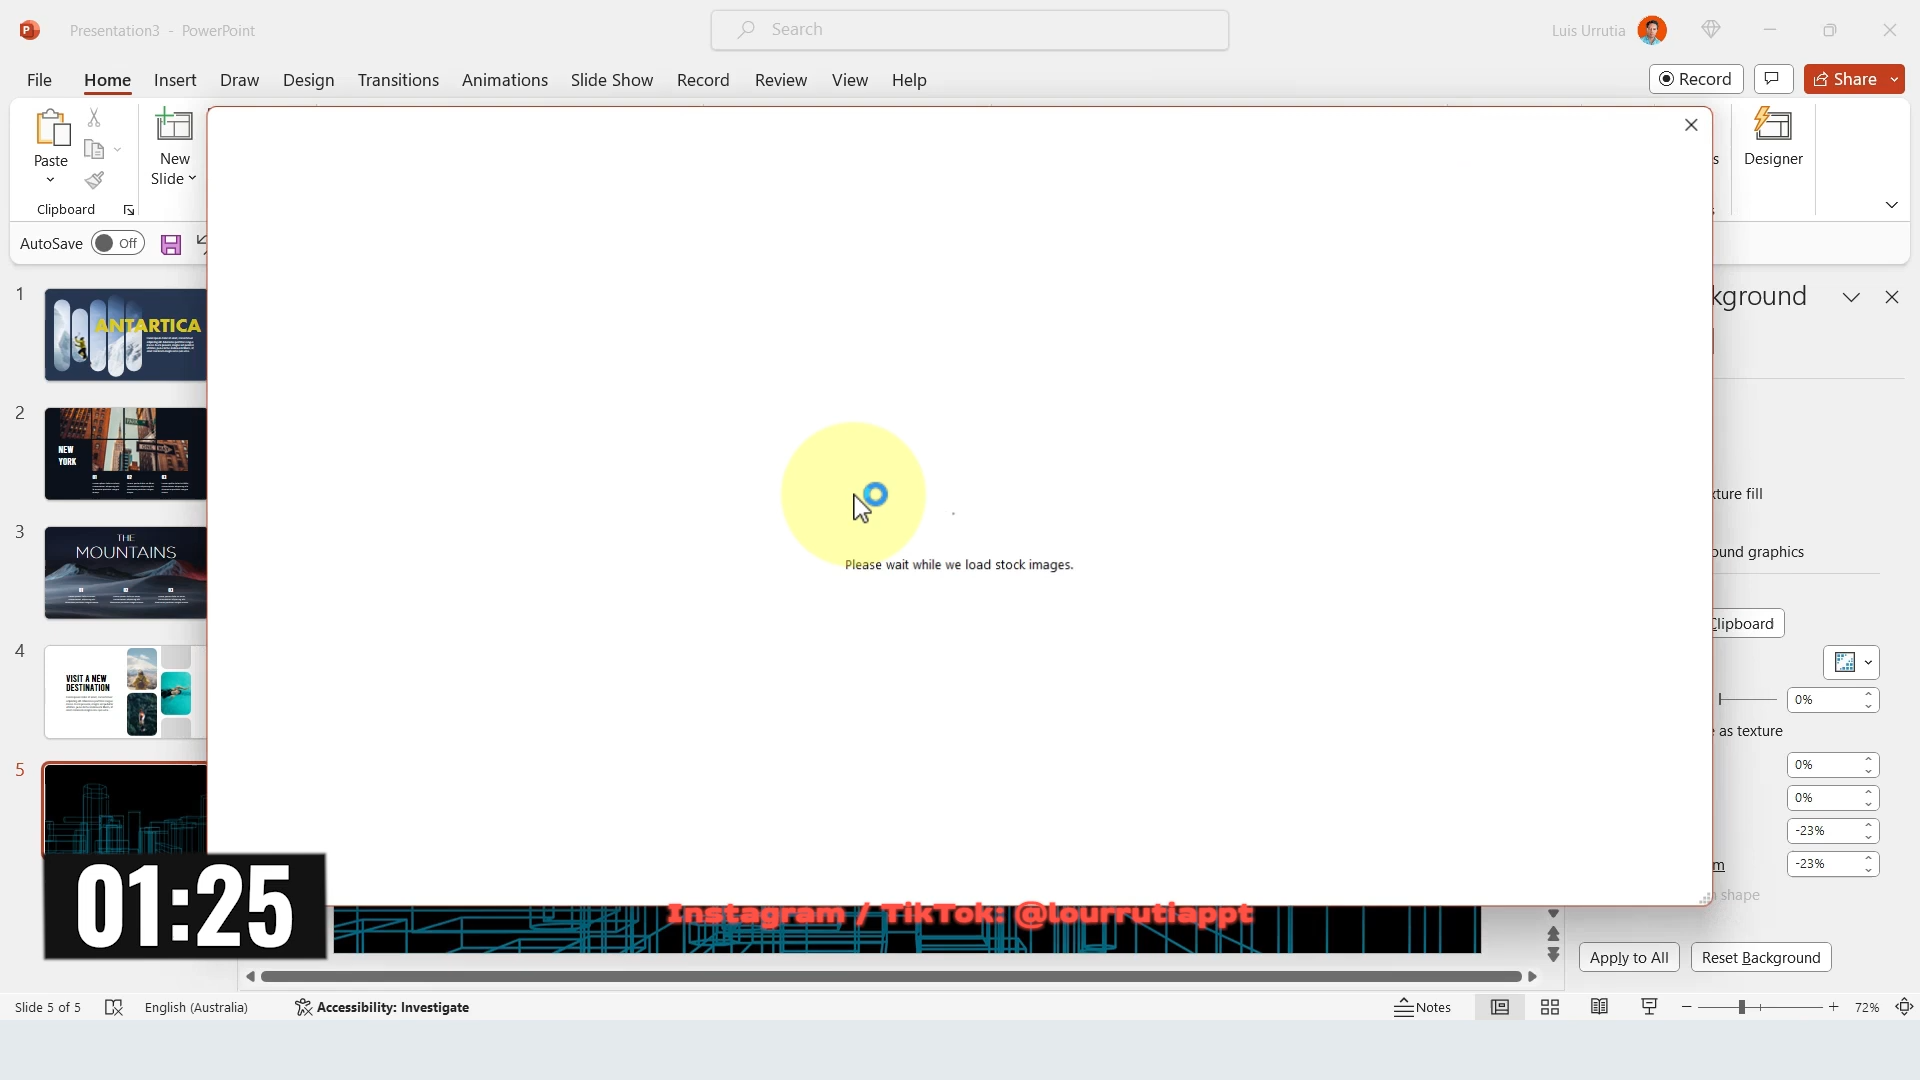 Presentation3 - PowerPoint
Search
Luis Urrutia
File Home Insert Draw Design Transitions Animations Slide Show Record Review View Help
Record
Share
Paste
New
Slide
Designer
Clipboard
AutoSave Off
kground
1
ANTARTICA
2
NEW
YORK
3
THE
MOUNTAINS
4
VISIT A NEW
DESTINATION
5
Please wait while we load stock images.
cture fill
ound graphics
Clipboard
0%
as texture
0%
0%
-23%
m
-23%
shape
01:25
Instagram / TikTok: @lourrutiappt
Apply to All
Reset Background
Slide 5 of 5
English (Australia)
Accessibility: Investigate
Notes
72%